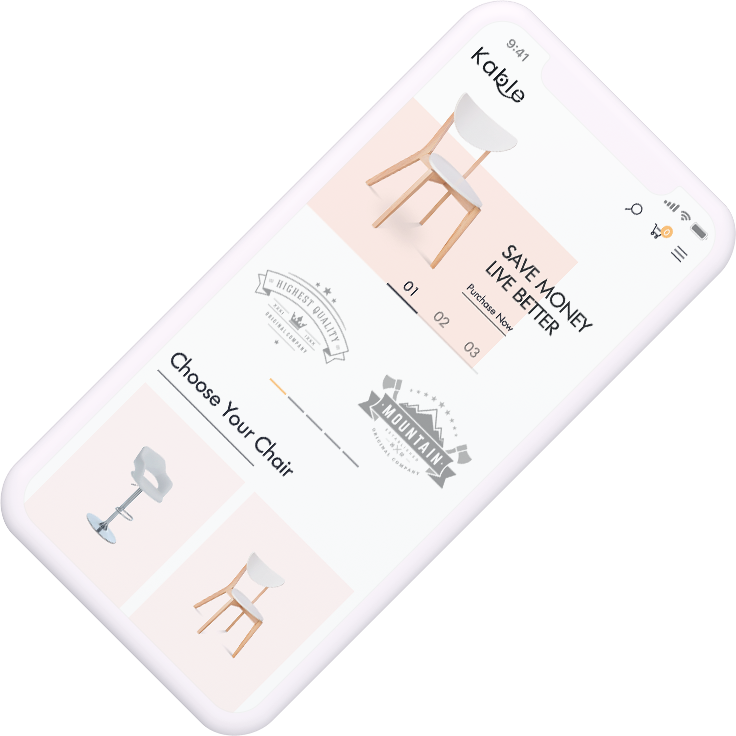 9:41
Kable
0
SAVE MONEY
LIVE BETTER
Purchase Now
01
02
03
HIGHEST QUALITY
ORIGINAL COMPANY
MOUNTAIN
ORIGINAL COMPANY
Choose Your Chair